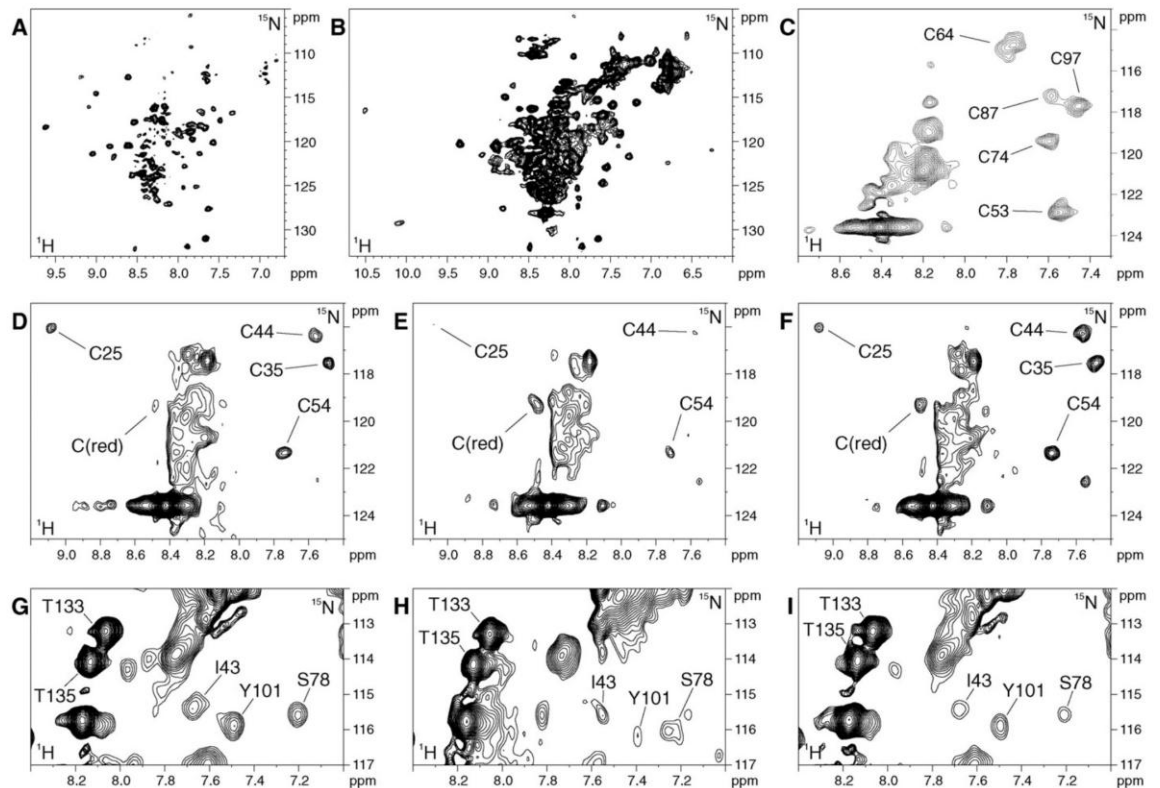 A
¹⁵N
ppm
110
115
120
125
130
¹H
9.5 9.0 8.5 8.0 7.5 7.0 ppm
B
¹⁵N
ppm
110
115
120
125
130
¹H
10.5 10.0 9.5 9.0 8.5 8.0 7.5 7.0 6.5 ppm
C
¹⁵N
ppm
C64
C97
116
C87
118
C74
120
C53
122
124
¹H
8.6 8.4 8.2 8.0 7.8 7.6 7.4 ppm
D
¹⁵N
ppm
C44
C25
C35
118
C54
120
C(red)
122
124
¹H
9.0 8.8 8.6 8.4 8.2 8.0 7.8 7.6 ppm
E
¹⁵N
ppm
C44
C25
118
C54
120
C(red)
122
124
¹H
9.0 8.8 8.6 8.4 8.2 8.0 7.8 7.6 ppm
F
¹⁵N
ppm
C44
C25
C35
118
C54
120
C(red)
122
124
¹H
9.0 8.8 8.6 8.4 8.2 8.0 7.8 7.6 ppm
G
¹⁵N
ppm
T133
113
114
I43
S78
T135
Y101
115
116
117
¹H
8.2 8.0 7.8 7.6 7.4 7.2 ppm
H
¹⁵N
ppm
T133
113
T135
114
I43
Y101
S78
115
116
117
¹H
8.2 8.0 7.8 7.6 7.4 7.2 ppm
I
¹⁵N
ppm
T133
113
T135
114
I43
Y101
S78
115
116
117
¹H
8.2 8.0 7.8 7.6 7.4 7.2 ppm